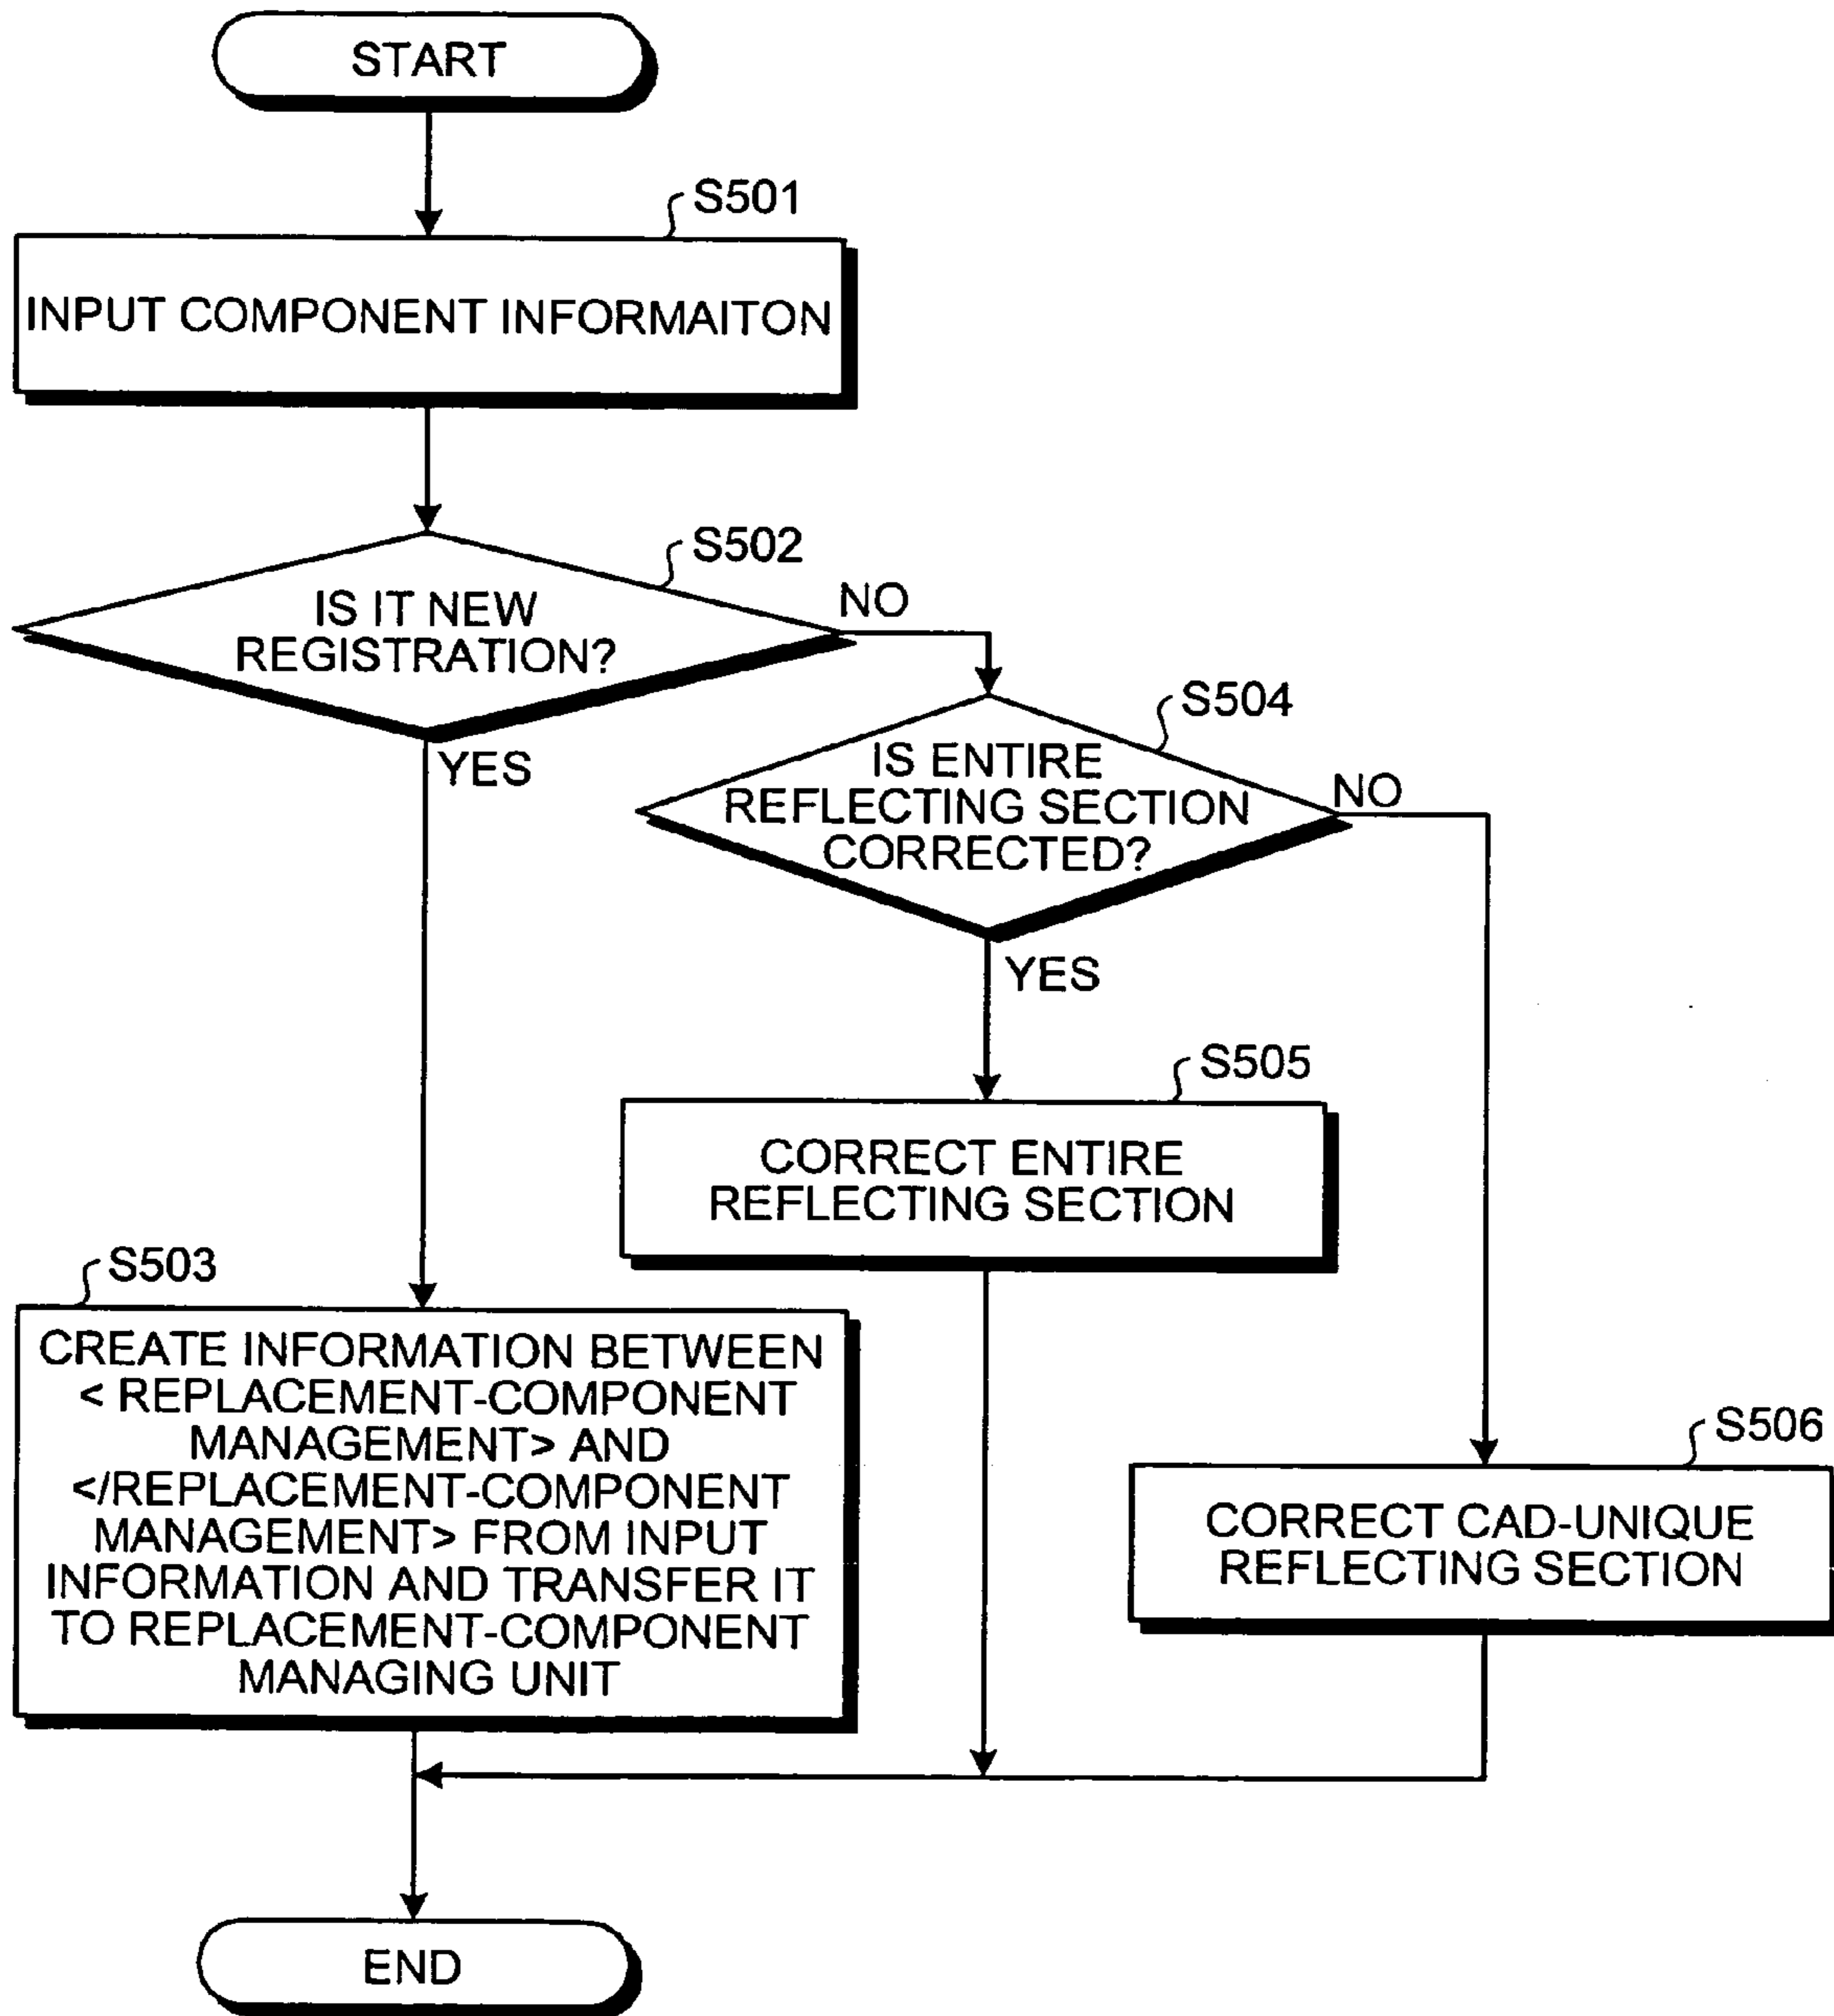 START
S501
INPUT COMPONENT INFORMAITON
S502
IS IT NEW
REGISTRATION?
NO
YES
S504
IS ENTIRE
REFLECTING SECTION
CORRECTED?
NO
YES
S505
CORRECT ENTIRE
REFLECTING SECTION
S503
CREATE INFORMATION BETWEEN
< REPLACEMENT-COMPONENT
MANAGEMENT> AND
</REPLACEMENT-COMPONENT
MANAGEMENT> FROM INPUT
INFORMATION AND TRANSFER IT
TO REPLACEMENT-COMPONENT
MANAGING UNIT
S506
CORRECT CAD-UNIQUE
REFLECTING SECTION
END